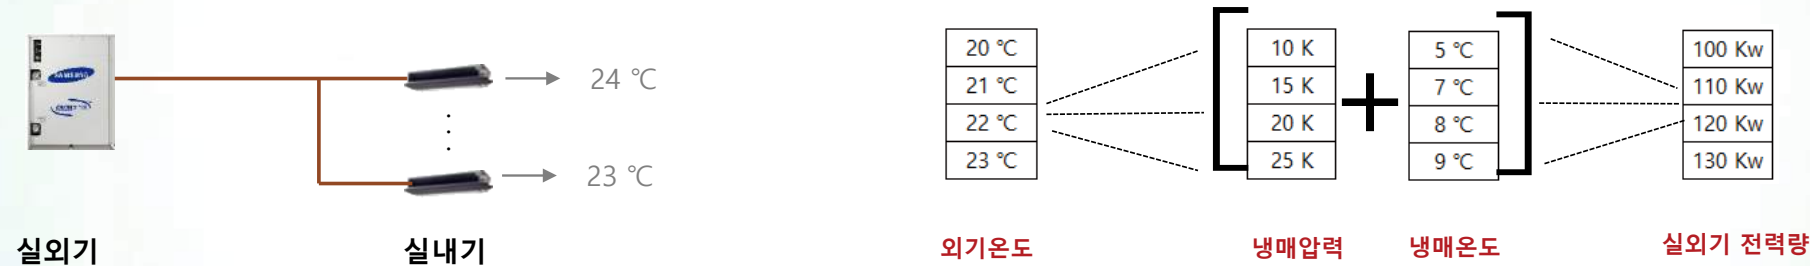 SAMSUNG
24 ℃
23 ℃
실외기
실내기
20 ℃
21 ℃
22 ℃
23 ℃
외기온도
10 K
15 K
20 K
25 K
냉매압력
+
5 ℃
7 ℃
8 ℃
9 ℃
냉매온도
100 Kw
110 Kw
120 Kw
130 Kw
실외기 전력량